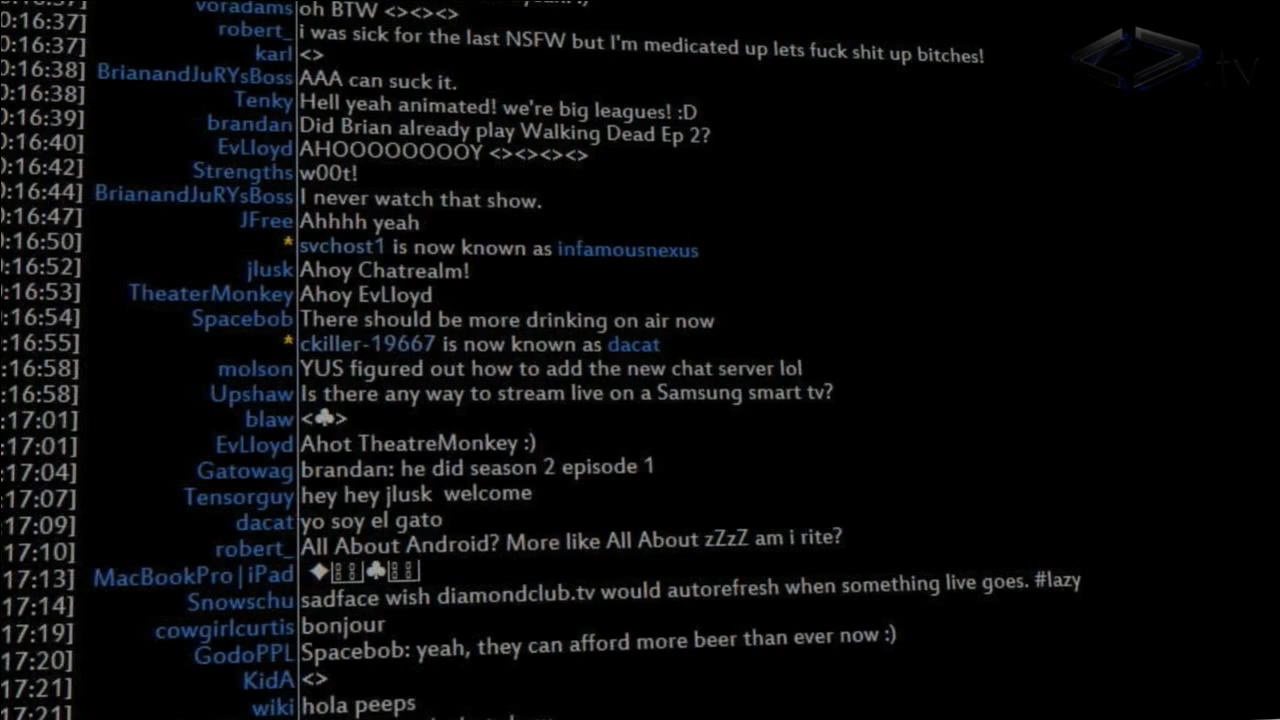 voradams oh BTW <><><>
0:16:37] robert_ i was sick for the last NSFW but I'm medicated up lets fuck shit up bitches!
0:16:37] karl <>
0:16:38] BrianandJuRYsBoss AAA can suck it.
0:16:38] Tenky Hell yeah animated! we're big leagues! :D
0:16:39] brandan Did Brian already play Walking Dead Ep 2?
0:16:40] EvLloyd AHOOOOOOOOY <><><><>
0:16:42] Strengths w00t!
0:16:44] BrianandJuRYsBoss I never watch that show.
:16:47] JFree Ahhhh yeah
:16:50] * svchost1 is now known as infamousnexus
:16:52] jlusk Ahoy Chatrealm!
:16:53] TheaterMonkey Ahoy EvLloyd
:16:54] Spacebob There should be more drinking on air now
:16:55] * ckiller-19667 is now known as dacat
:16:58] molson YUS figured out how to add the new chat server lol
:16:58] Upshaw Is there any way to stream live on a Samsung smart tv?
:17:01] blaw <♣>
:17:01] EvLloyd Ahot TheatreMonkey :)
:17:04] Gatowag brandan: he did season 2 episode 1
:17:07] Tensorguy hey hey jlusk welcome
:17:09] dacat yo soy el gato
:17:10] robert_ All About Android? More like All About zZzZ am i rite?
17:13] MacBookPro|iPad ♦ ♣
17:14] Snowschu sadface wish diamondclub.tv would autorefresh when something live goes. #lazy
17:19] cowgirlcurtis bonjour
17:20] GodoPPL Spacebob: yeah, they can afford more beer than ever now :)
17:21] KidA <>
17:21] wiki hola peeps
.tv